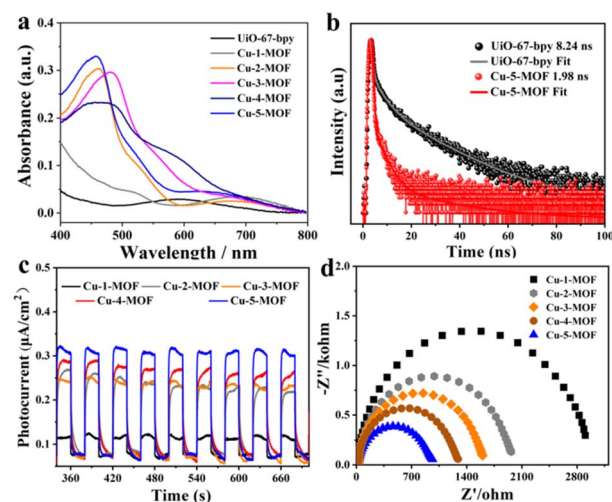 a
Absorbance (a.u.)
0.3
0.2
0.1
0.0
400 500 600 700 800
Wavelength / nm
UiO-67-bpy
Cu-1-MOF
Cu-2-MOF
Cu-3-MOF
Cu-4-MOF
Cu-5-MOF
b
Intensity (a.u)
0 20 40 60 80 100
Time (ns)
UiO-67-bpy 8.24 ns
UiO-67-bpy Fit
Cu-5-MOF 1.98 ns
Cu-5-MOF Fit
c
Photocurrent (μA/cm²)
0.5
0.4
0.3
0.2
0.1
360 420 480 540 600 660
Time (s)
Cu-1-MOF Cu-2-MOF Cu-3-MOF
Cu-4-MOF Cu-5-MOF
d
-Z''/kohm
2.0
1.5
1.0
0.5
0.0
0 700 1400 2100 2800
Z'/ohm
Cu-1-MOF
Cu-2-MOF
Cu-3-MOF
Cu-4-MOF
Cu-5-MOF